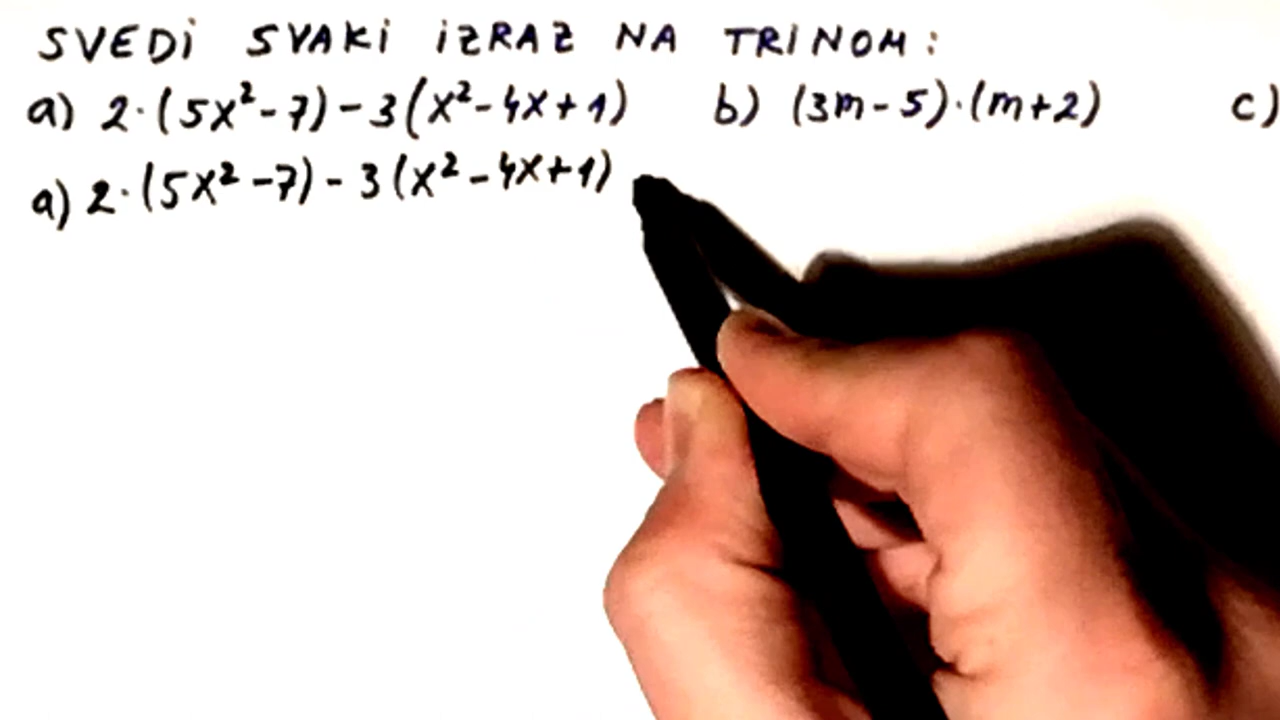 SVEDi SVAKi iZRAZ NA TRiNOM:
a) 2·(5x²-7)-3(x²-4x+1) b) (3m-5)·(m+2) c)
a) 2·(5x²-7)-3(x²-4x+1)